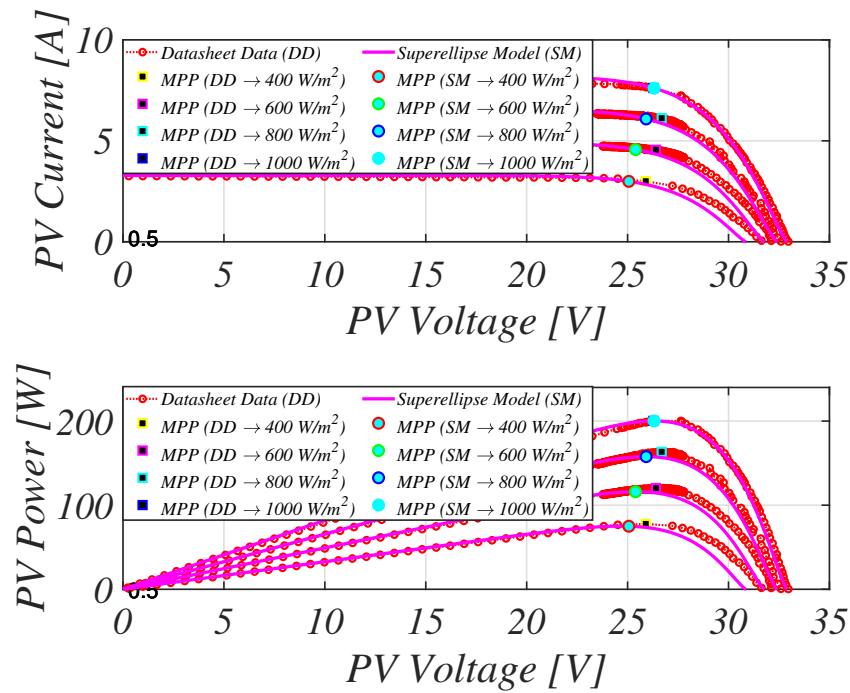 PV Current [A]
10
5
0
Datasheet Data (DD) Superellipse Model (SM)
MPP (DD → 400 W/m²) MPP (SM → 400 W/m²)
MPP (DD → 600 W/m²) MPP (SM → 600 W/m²)
MPP (DD → 800 W/m²) MPP (SM → 800 W/m²)
MPP (DD → 1000 W/m²) MPP (SM → 1000 W/m²)
0.5
0 5 10 15 20 25 30 35
PV Voltage [V]
PV Power [W]
200
100
0
Datasheet Data (DD) Superellipse Model (SM)
MPP (DD → 400 W/m²) MPP (SM → 400 W/m²)
MPP (DD → 600 W/m²) MPP (SM → 600 W/m²)
MPP (DD → 800 W/m²) MPP (SM → 800 W/m²)
MPP (DD → 1000 W/m²) MPP (SM → 1000 W/m²)
0.5
0 5 10 15 20 25 30 35
PV Voltage [V]